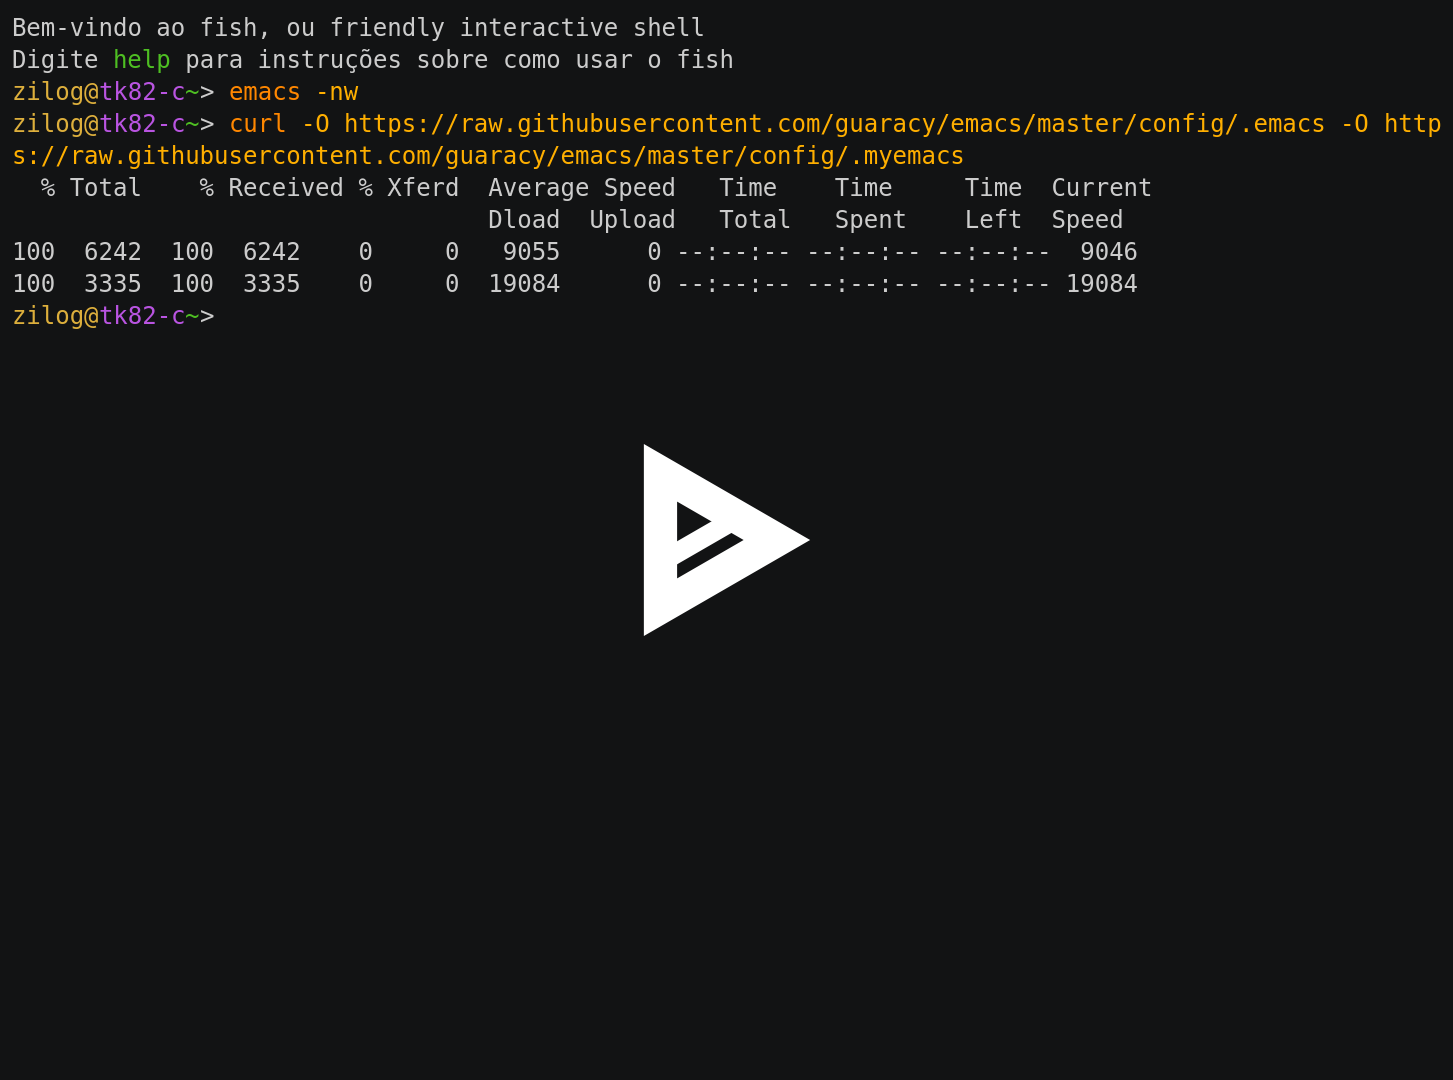 Bem-vindo ao fish, ou friendly interactive shell
Digite help para instruções sobre como usar o fish
zilog@tk82-c~> emacs -nw
zilog@tk82-c~> curl -O https://raw.githubusercontent.com/guaracy/emacs/master/config/.emacs -O http
s://raw.githubusercontent.com/guaracy/emacs/master/config/.myemacs
  % Total    % Received % Xferd  Average Speed   Time    Time     Time  Current
                                 Dload  Upload   Total   Spent    Left  Speed
100  6242  100  6242    0     0   9055      0 --:--:-- --:--:-- --:--:--  9046
100  3335  100  3335    0     0  19084      0 --:--:-- --:--:-- --:--:-- 19084
zilog@tk82-c~>